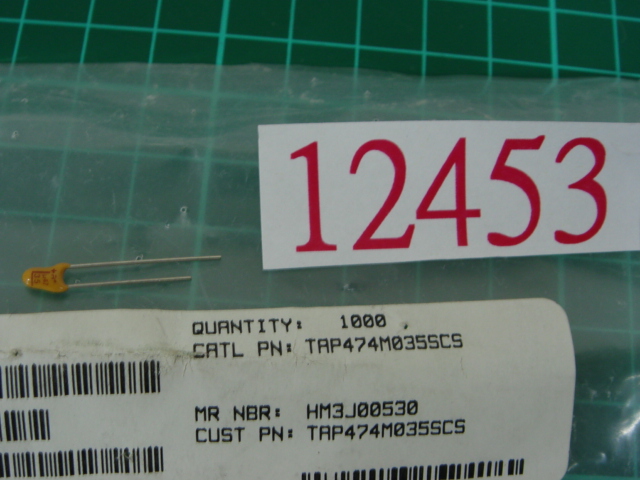 12453
QUANTITY: 1000
CATL PN: TAP474M035SCS
MR NBR: HM3J00530
CUST PN: TAP474M035SCS